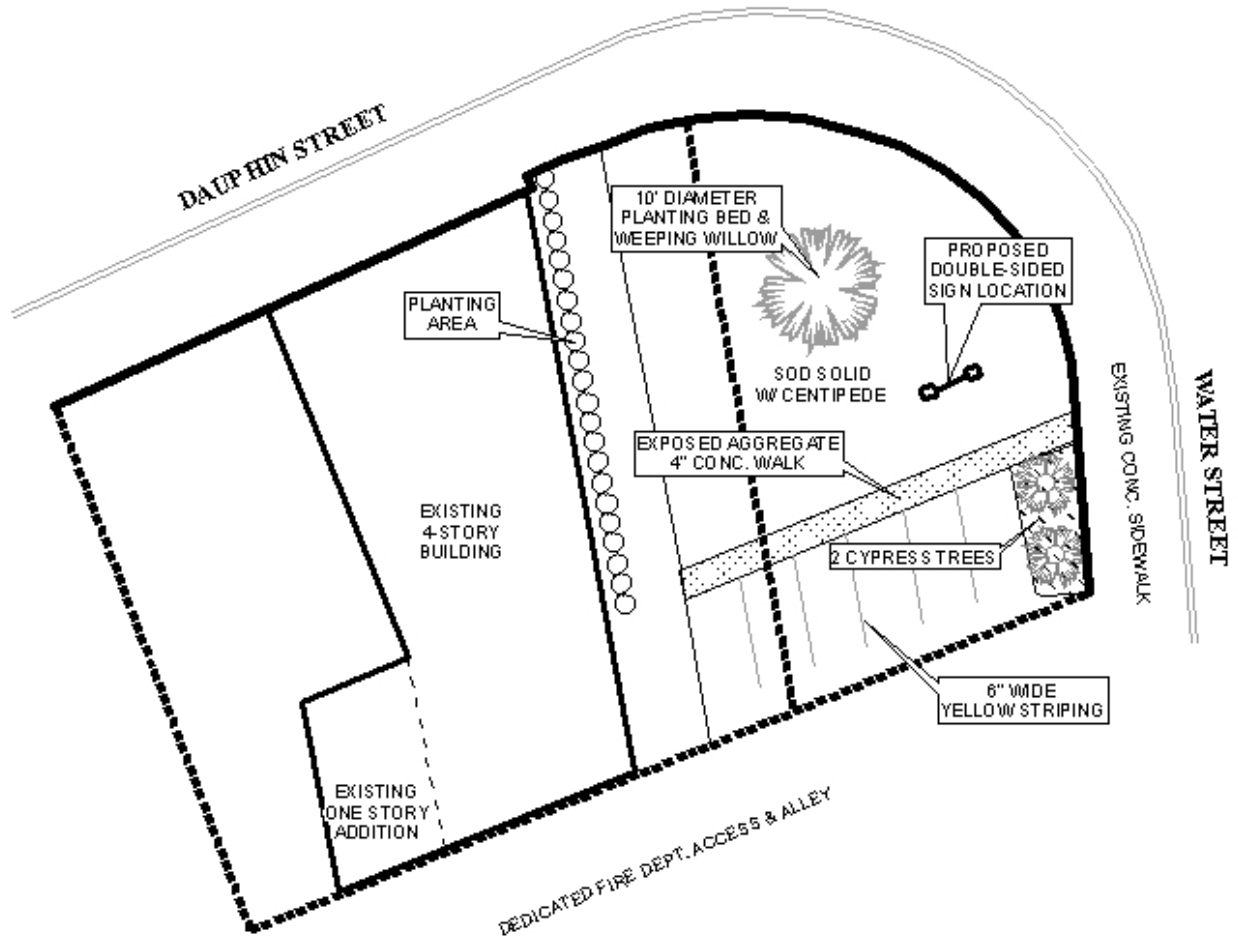 DAUPHIN STREET
10' DIAMETER
PLANTING BED &
WEEPING WILLOW
PROPOSED
DOUBLE-SIDED
SIGN LOCATION
PLANTING
AREA
SOD SOLID
W/ CENTIPEDE
EXISTING CONC. SIDEWALK
WATER STREET
EXPOSED AGGREGATE
4" CONC. WALK
EXISTING
4-STORY
BUILDING
2 CYPRESS TREES
6" WIDE
YELLOW STRIPING
EXISTING
ONE STORY
ADDITION
DEDICATED FIRE DEPT. ACCESS & ALLEY